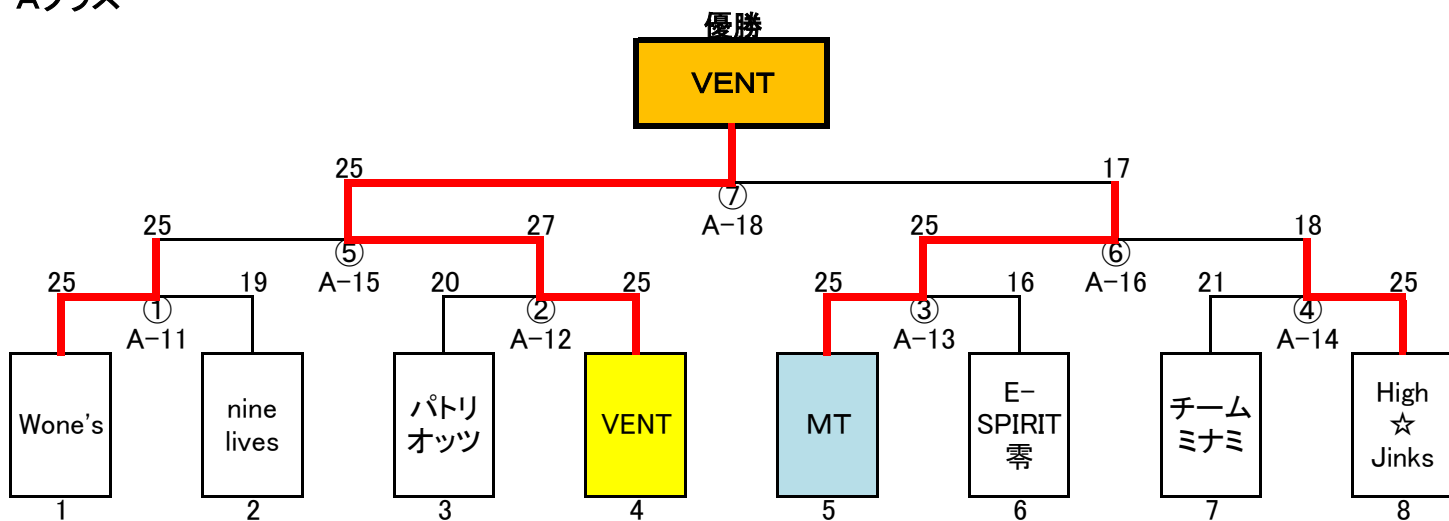 優勝
VENT
25 17
⑦
A-18
25 27 25 18
⑤ ⑥
A-15 A-16
25 19 20 25 25 16 21 25
① ② ③ ④
A-11 A-12 A-13 A-14
Wone's
nine
lives
パトリ
オッツ
VENT
MT
E-
SPIRIT
零
チーム
ミナミ
High
☆
Jinks
1 2 3 4 5 6 7 8